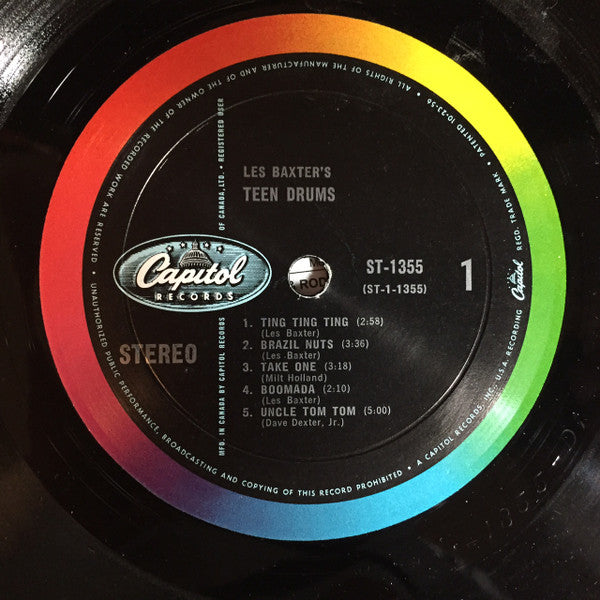 LES BAXTER'S
TEEN DRUMS
Capitol
RECORDS
STEREO
ST-1355
(ST-1-1355)
1
1. TING TING TING (2:58)
(Les Baxter)
2. BRAZIL NUTS (3:36)
(Les Baxter)
3. TAKE ONE (3:18)
(Milt Holland)
4. BOOMADA (2:10)
(Les Baxter)
5. UNCLE TOM TOM (5:00)
(Dave Dexter, Jr.)
MFD. IN CANADA BY CAPITOL RECORDS OF CANADA, LTD. • REGISTERED USER
ALL RIGHTS OF THE MANUFACTURER AND OF THE OWNER OF THE RECORDED WORK ARE RESERVED • UNAUTHORIZED PUBLIC PERFORMANCE, BROADCASTING AND COPYING OF THIS RECORD PROHIBITED • A CAPITOL RECORDS, INC., U.S.A. RECORDING
Capitol REGD. TRADE MARK • PATENTED 10-23-56
ROD